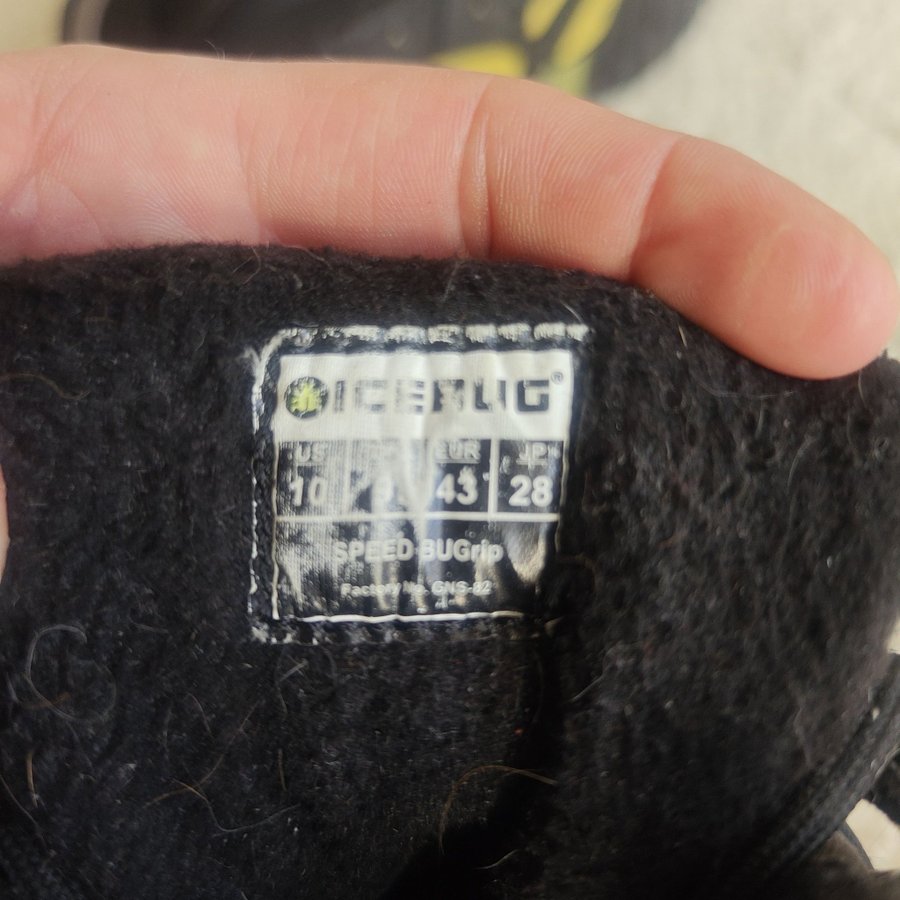 ICEBUG®
US EUR JP
10 43 28
SPEED BUGrip
Factory No. GNS-82